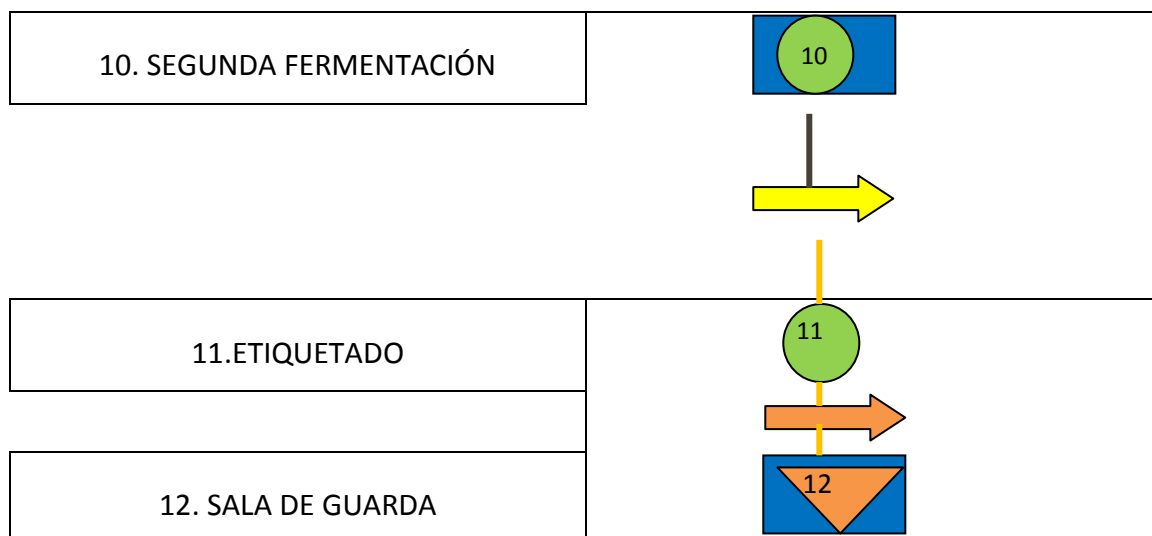 10. SEGUNDA FERMENTACIÓN
10
11.ETIQUETADO
11
12. SALA DE GUARDA
12